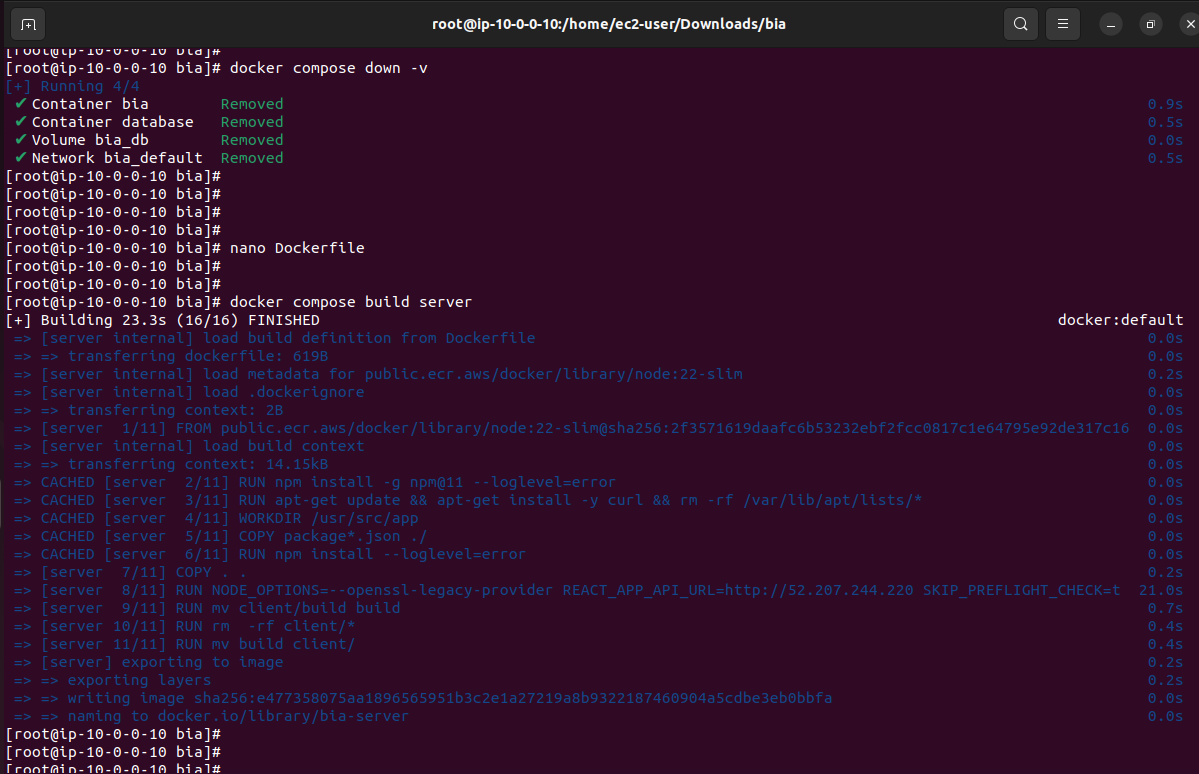 root@ip-10-0-0-10:/home/ec2-user/Downloads/bia
[root@ip-10-0-0-10 bia]#
[root@ip-10-0-0-10 bia]# docker compose down -v
[+] Running 4/4
✔ Container bia Removed 0.9s
✔ Container database Removed 0.5s
✔ Volume bia_db Removed 0.0s
✔ Network bia_default Removed 0.5s
[root@ip-10-0-0-10 bia]#
[root@ip-10-0-0-10 bia]#
[root@ip-10-0-0-10 bia]#
[root@ip-10-0-0-10 bia]#
[root@ip-10-0-0-10 bia]# nano Dockerfile
[root@ip-10-0-0-10 bia]#
[root@ip-10-0-0-10 bia]#
[root@ip-10-0-0-10 bia]# docker compose build server
[+] Building 23.3s (16/16) FINISHED docker:default
=> [server internal] load build definition from Dockerfile 0.0s
=> => transferring dockerfile: 619B 0.0s
=> [server internal] load metadata for public.ecr.aws/docker/library/node:22-slim 0.2s
=> [server internal] load .dockerignore 0.0s
=> => transferring context: 2B 0.0s
=> [server  1/11] FROM public.ecr.aws/docker/library/node:22-slim@sha256:2f3571619daafc6b53232ebf2fcc0817c1e64795e92de317c16 0.0s
=> [server internal] load build context 0.0s
=> => transferring context: 14.15kB 0.0s
=> CACHED [server  2/11] RUN npm install -g npm@11 --loglevel=error 0.0s
=> CACHED [server  3/11] RUN apt-get update && apt-get install -y curl && rm -rf /var/lib/apt/lists/* 0.0s
=> CACHED [server  4/11] WORKDIR /usr/src/app 0.0s
=> CACHED [server  5/11] COPY package*.json ./ 0.0s
=> CACHED [server  6/11] RUN npm install --loglevel=error 0.0s
=> [server  7/11] COPY . . 0.2s
=> [server  8/11] RUN NODE_OPTIONS=--openssl-legacy-provider REACT_APP_API_URL=http://52.207.244.220 SKIP_PREFLIGHT_CHECK=t 21.0s
=> [server  9/11] RUN mv client/build build 0.7s
=> [server 10/11] RUN rm  -rf client/* 0.4s
=> [server 11/11] RUN mv build client/ 0.4s
=> [server] exporting to image 0.2s
=> => exporting layers 0.2s
=> => writing image sha256:e477358075aa1896565951b3c2e1a27219a8b9322187460904a5cdbe3eb0bbfa 0.0s
=> => naming to docker.io/library/bia-server 0.0s
[root@ip-10-0-0-10 bia]#
[root@ip-10-0-0-10 bia]#
[root@ip-10-0-0-10 bia]#